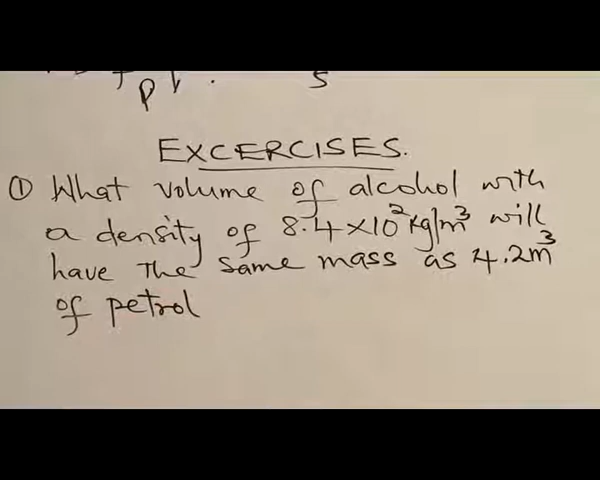 EXCERCISES.
① What volume of alcohol with
a density of 8.4×10² kg/m³ will
have the same mass as 4.2m³
of petrol